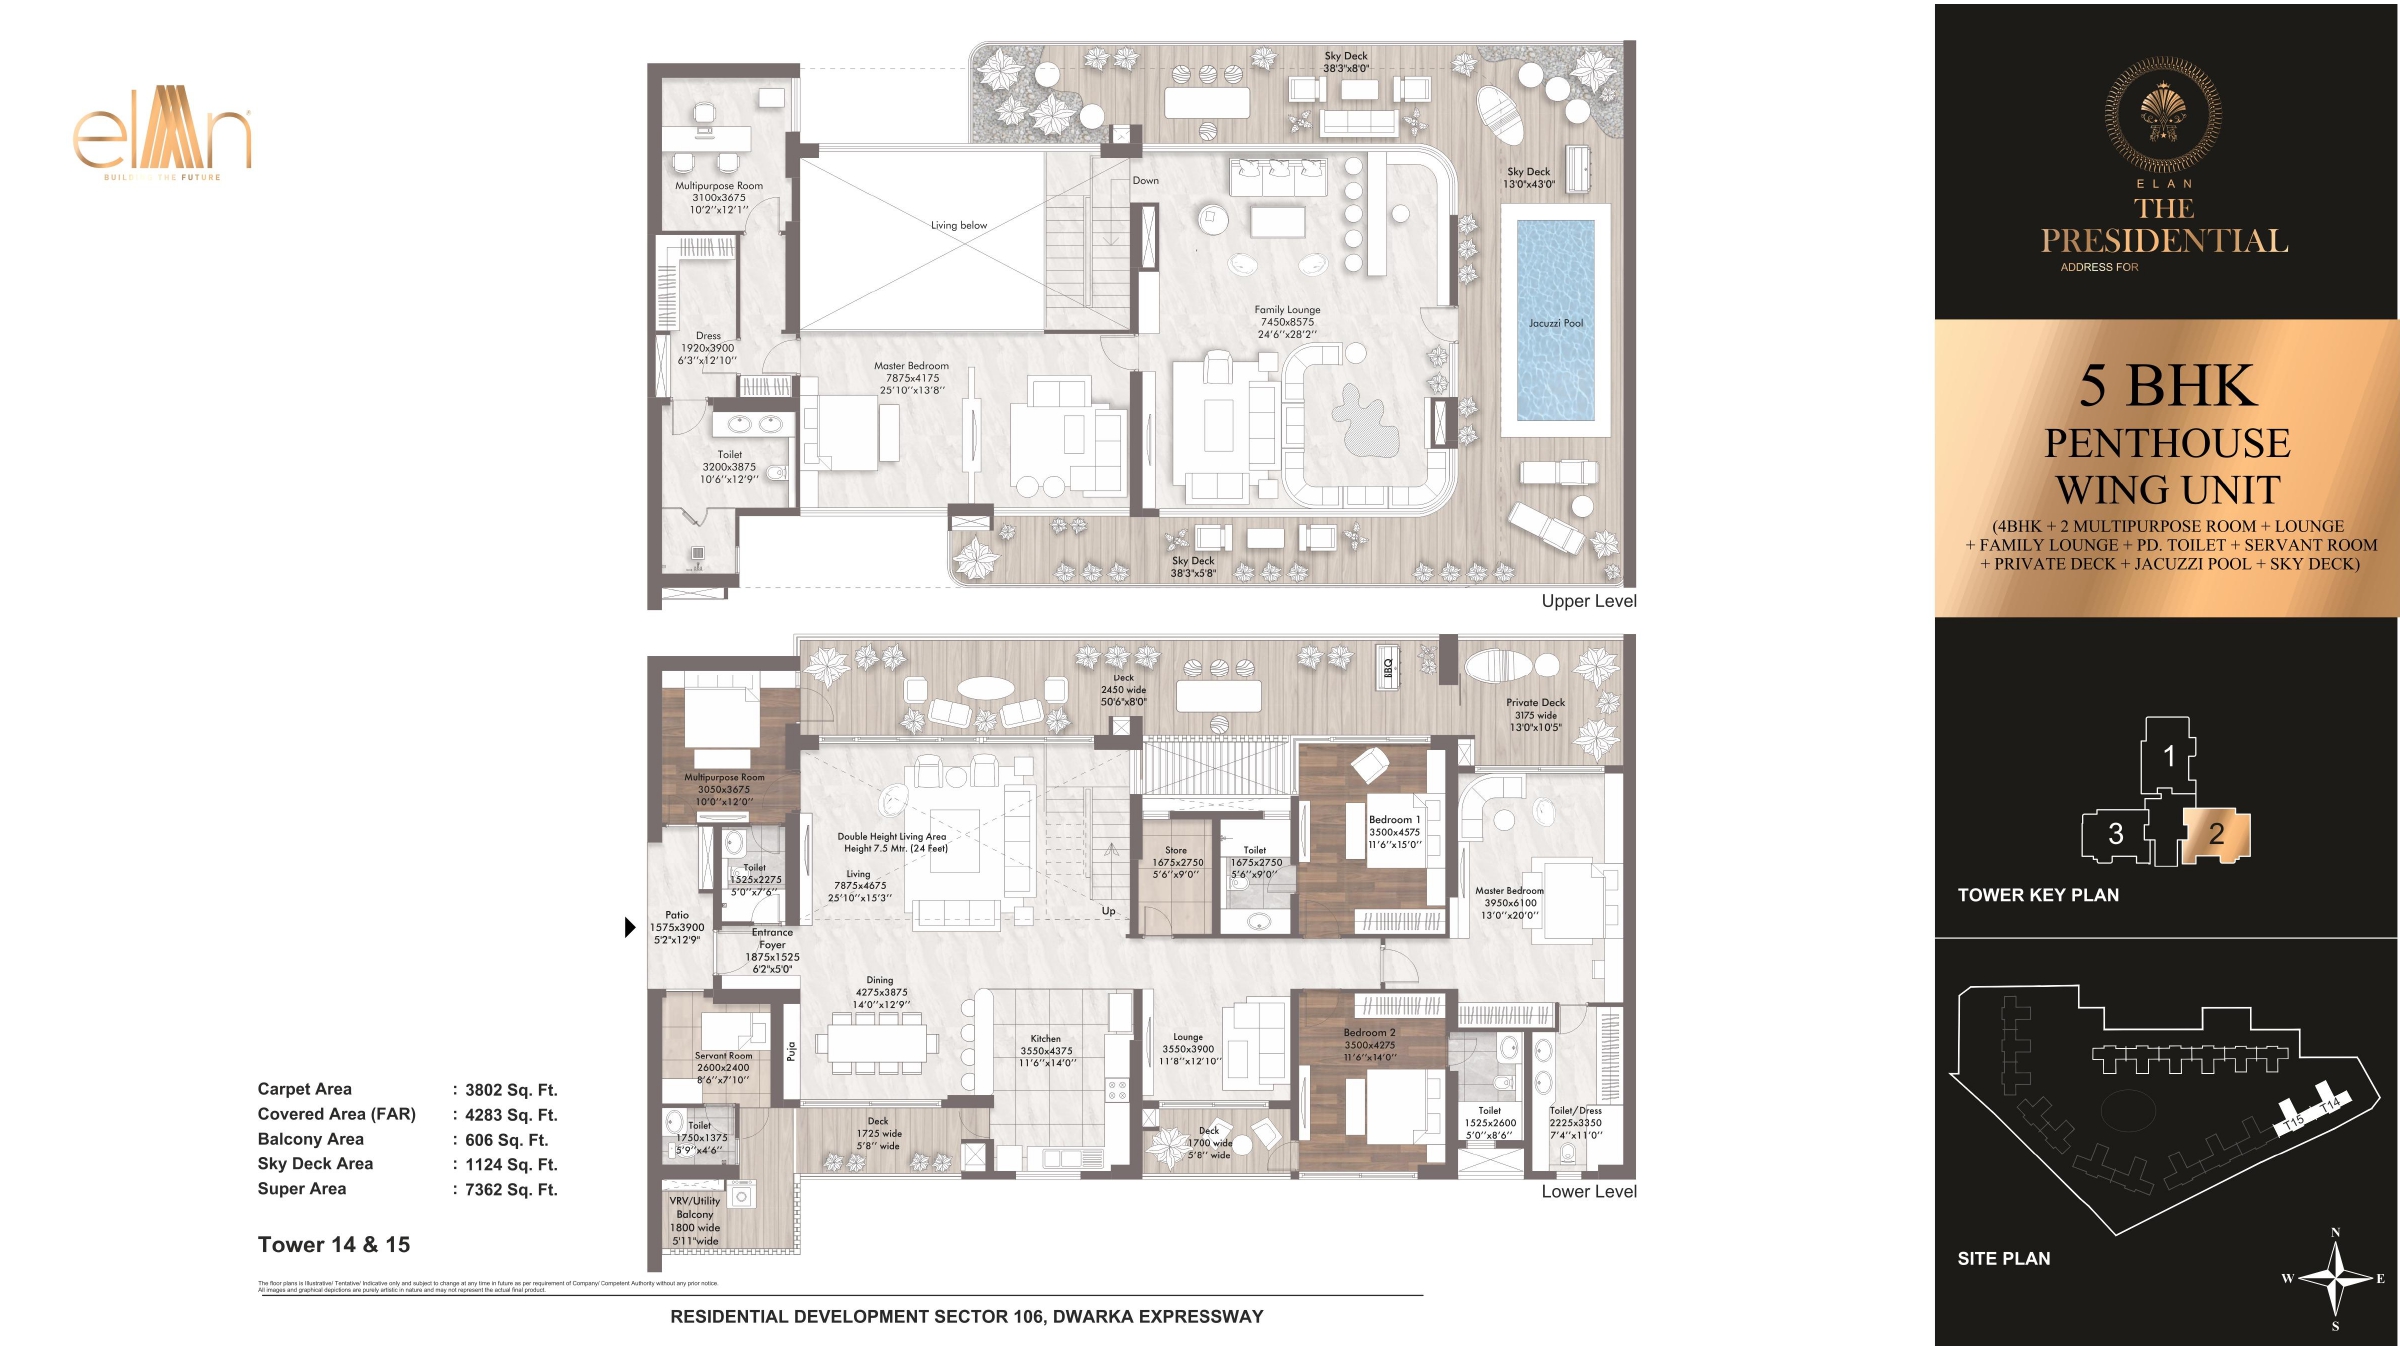 elan
BUILDING THE FUTURE
Sky Deck
38'3"x8'0"
Multipurpose Room
3100x3675
10'2''x12'1''
Down
Living below
Sky Deck
13'0"x43'0"
Family Lounge
7450x8575
24'6''x28'2''
Jacuzzi Pool
Dress
1920x3900
6'3''x12'10''
Master Bedroom
7875x4175
25'10''x13'8''
Toilet
3200x3875
10'6''x12'9''
Sky Deck
38'3"x5'8"
Upper Level
Deck
2450 wide
50'6"x8'0"
BBQ
Private Deck
3175 wide
13'0"x10'5"
Multipurpose Room
3050x3675
10'0''x12'0''
Double Height Living Area
Height 7.5 Mtr. (24 Feet)
Living
7875x4675
25'10''x15'3''
Up
Toilet
1525x2275
5'0''x7'6''
Store
1675x2750
5'6''x9'0''
Toilet
1675x2750
5'6''x9'0''
Bedroom 1
3500x4575
11'6''x15'0''
Master Bedroom
3950x6100
13'0''x20'0''
Patio
1575x3900
5'2"x12'9"
Entrance
Foyer
1875x1525
6'2"x5'0"
Dining
4275x3875
14'0''x12'9''
Kitchen
3550x4375
11'6''x14'0''
Lounge
3550x3900
11'8''x12'10''
Bedroom 2
3500x4275
11'6''x14'0''
Servant Room
2600x2400
8'6''x7'10''
Puja
Toilet
1750x1375
5'9''x4'6''
Deck
1725 wide
5'8'' wide
Deck
1700 wide
5'8'' wide
Toilet
1525x2600
5'0''x8'6''
Toilet/Dress
2225x3350
7'4''x11'0''
VRV/Utility
Balcony
1800 wide
5'11"wide
Lower Level
Carpet Area : 3802 Sq. Ft.
Covered Area (FAR) : 4283 Sq. Ft.
Balcony Area : 606 Sq. Ft.
Sky Deck Area : 1124 Sq. Ft.
Super Area : 7362 Sq. Ft.
Tower 14 & 15
The floor plans is Illustrative/ Tentative/ Indicative only and subject to change at any time in future as per requirement of Company/ Competent Authority without any prior notice.
All images and graphical depictions are purely artistic in nature and may not represent the actual final product.
RESIDENTIAL DEVELOPMENT SECTOR 106, DWARKA EXPRESSWAY
ELAN
THE
PRESIDENTIAL
ADDRESS FOR
5 BHK
PENTHOUSE
WING UNIT
(4BHK + 2 MULTIPURPOSE ROOM + LOUNGE
+ FAMILY LOUNGE + PD. TOILET + SERVANT ROOM
+ PRIVATE DECK + JACUZZI POOL + SKY DECK)
1
3
2
TOWER KEY PLAN
T15
T14
SITE PLAN
N
W
E
S